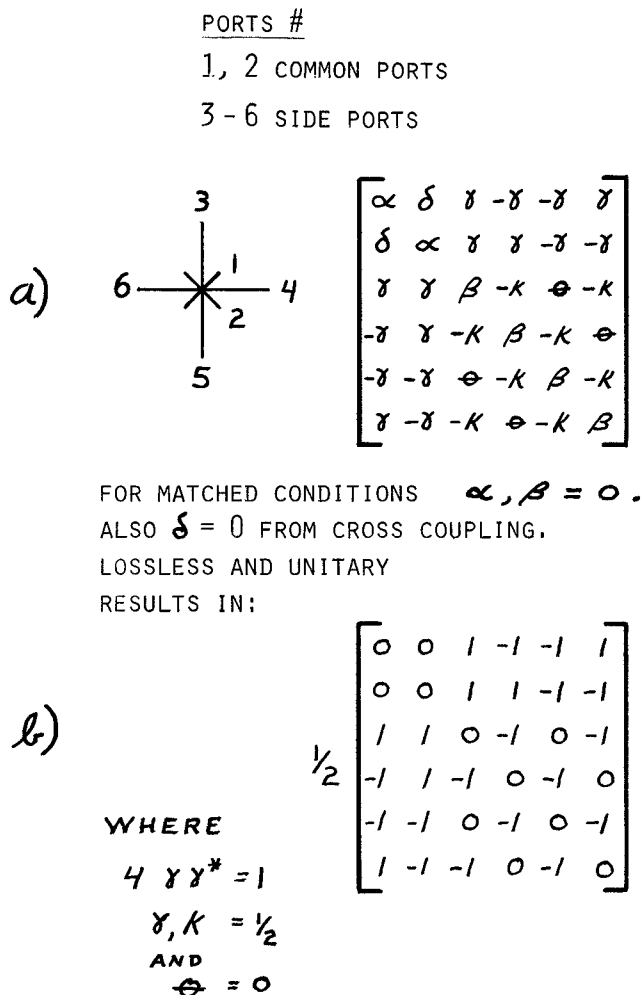 PORTS #
1, 2 COMMON PORTS
3-6 SIDE PORTS
a)
3
1
6 4
2
5
α δ γ -γ -γ γ
δ α γ γ -γ -γ
γ γ β -K θ -K
-γ γ -K β -K θ
-γ -γ θ -K β -K
γ -γ -K θ -K β
FOR MATCHED CONDITIONS α, β = 0.
ALSO δ = 0 FROM CROSS COUPLING.
LOSSLESS AND UNITARY
RESULTS IN:
b)
1/2
0 0 1 -1 -1 1
0 0 1 1 -1 -1
1 1 0 -1 0 -1
-1 1 -1 0 -1 0
-1 -1 0 -1 0 -1
1 -1 -1 0 -1 0
WHERE
4 γ γ* = 1
γ, K = 1/2
AND
θ = 0